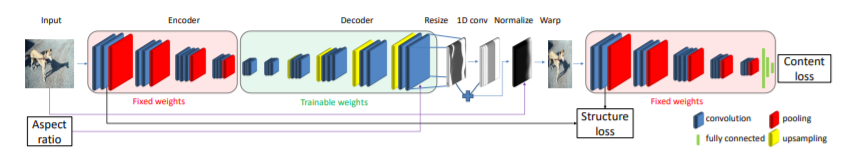 Input
Encoder
Decoder
Resize
1D conv
Normalize
Warp
Fixed weights
Trainable weights
Fixed weights
Content
loss
Aspect
ratio
Structure
loss
convolution
pooling
fully connected
upsampling